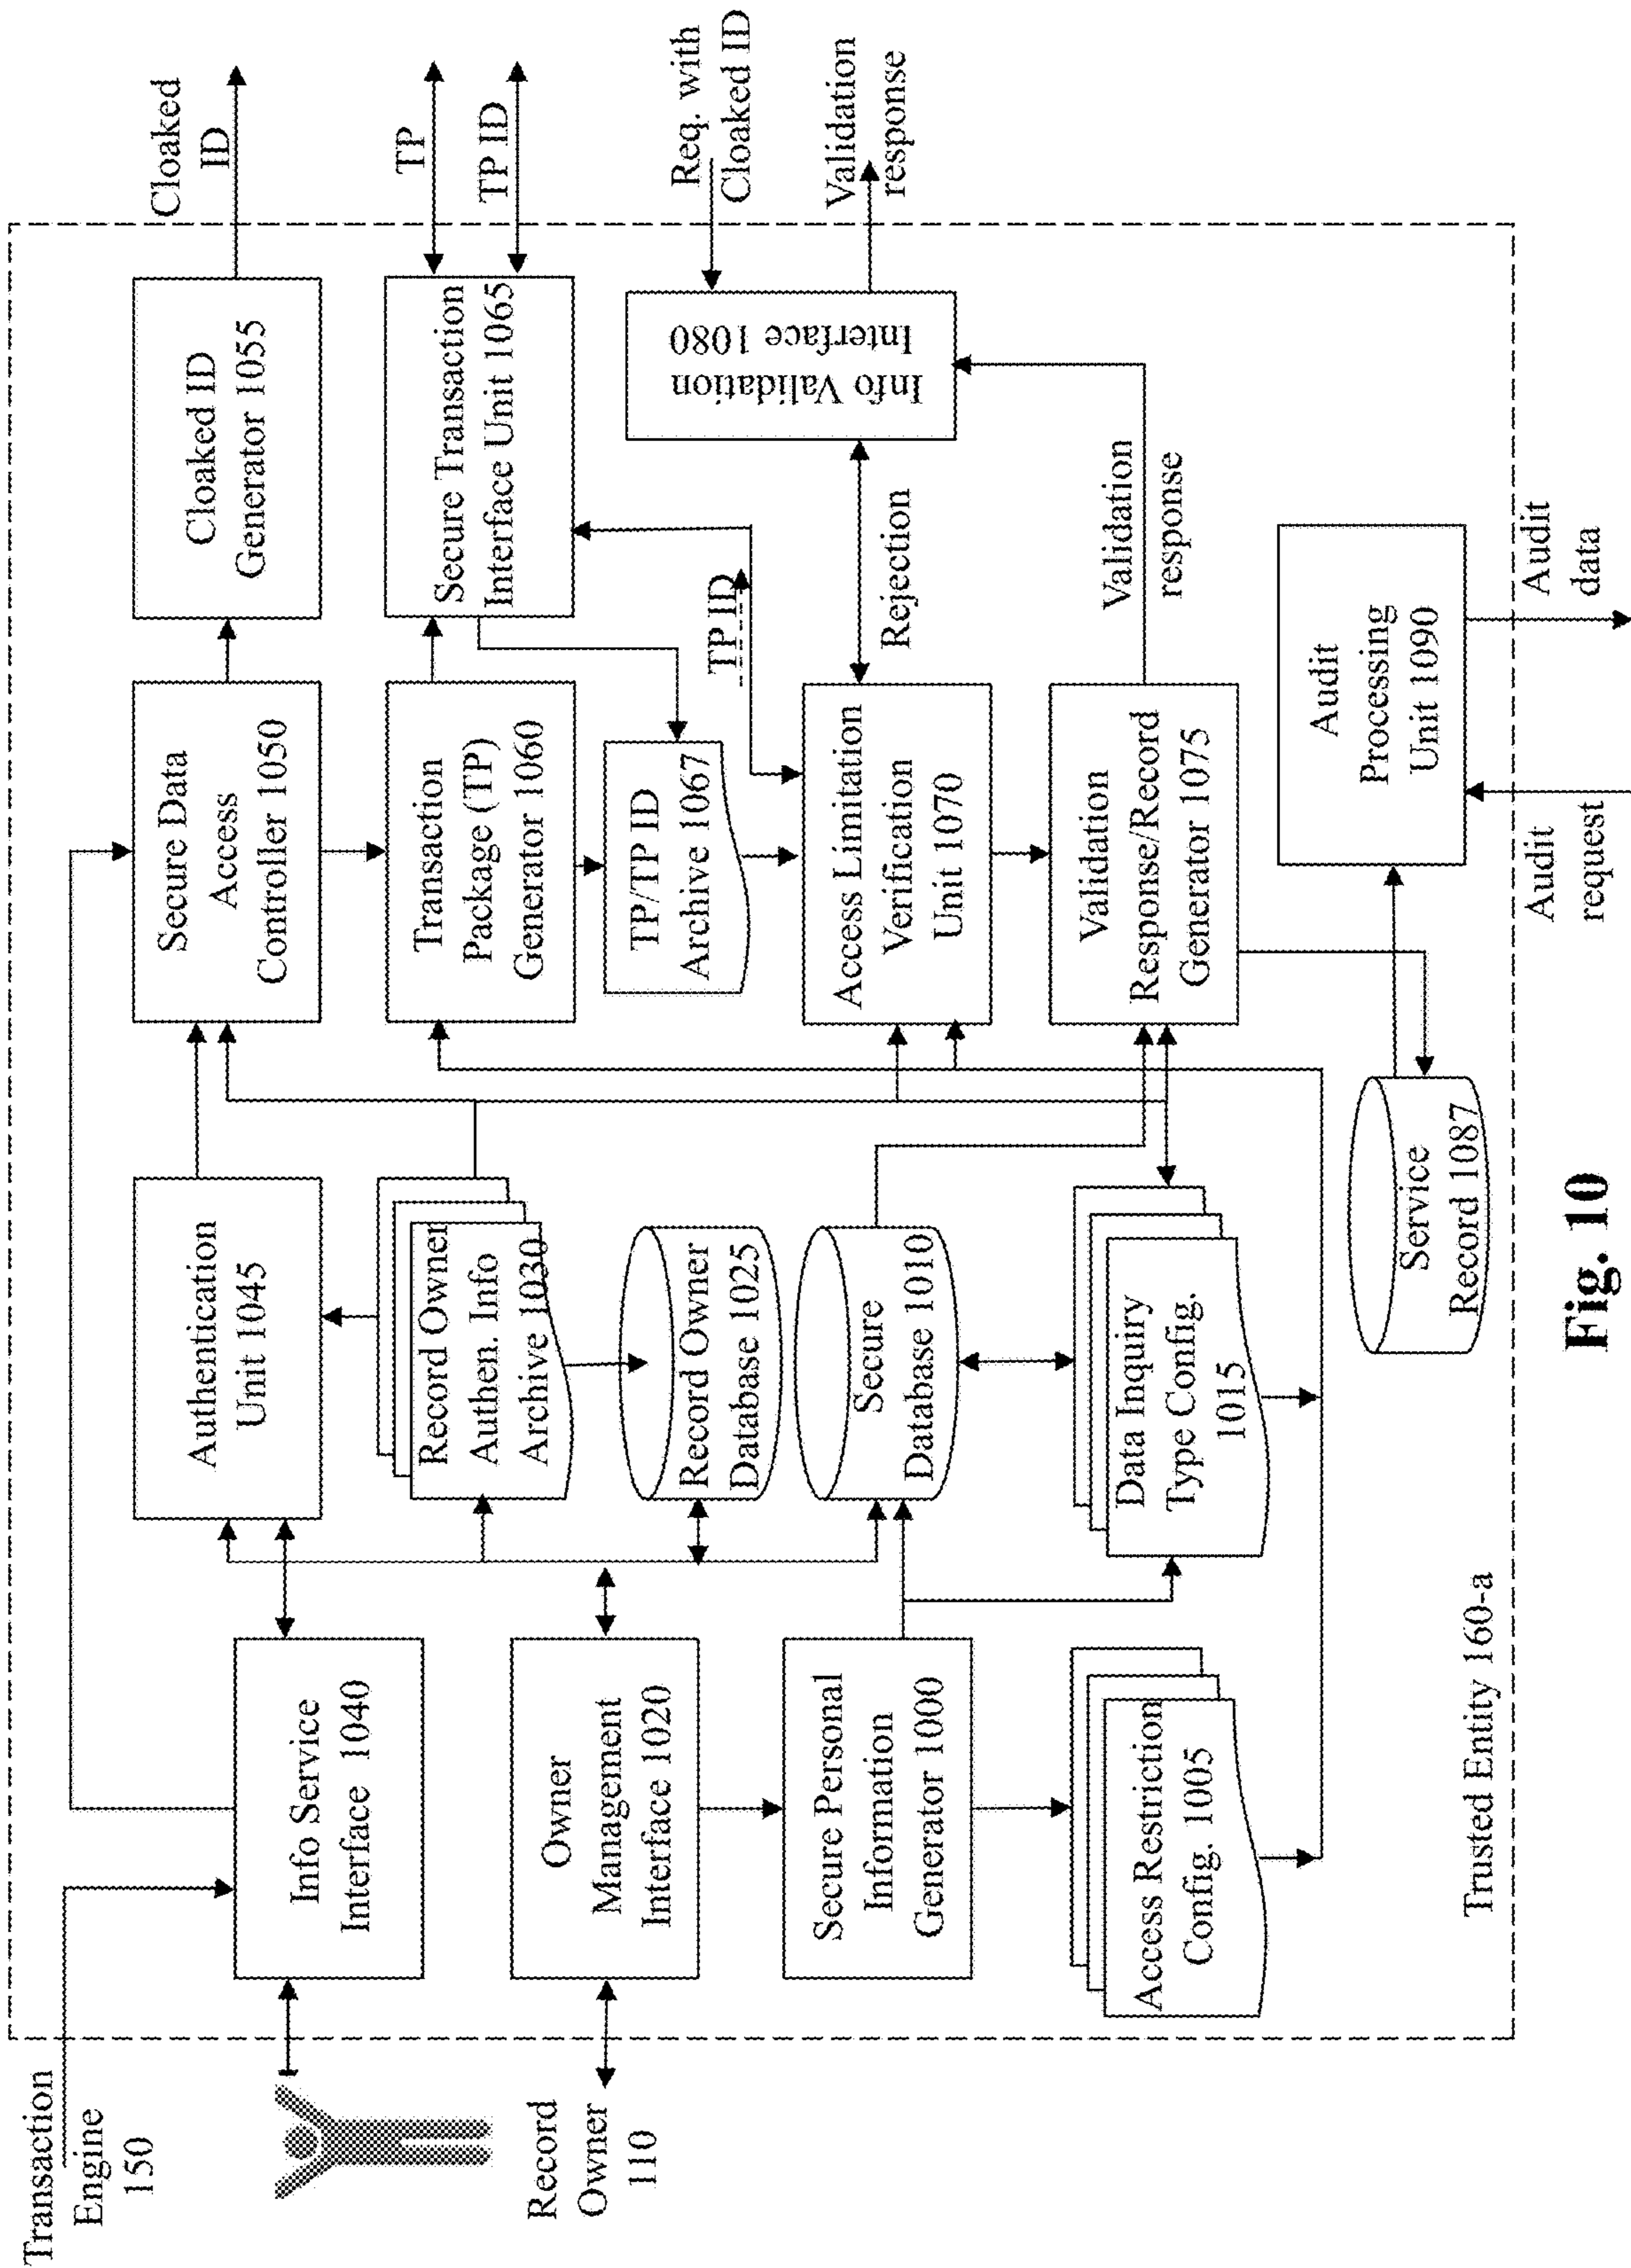 Transaction
Engine
150
Record
Owner
110
Info Service
Interface 1040
Owner
Management
Interface 1020
Secure Personal
Information
Generator 1000
Access Restriction
Config. 1005
Authentication
Unit 1045
Record Owner
Authen. Info
Archive 1030
Record Owner
Database 1025
Secure
Database 1010
Data Inquiry
Type Config.
1015
Secure Data
Access
Controller 1050
Transaction
Package (TP)
Generator 1060
TP/TP ID
Archive 1067
Access Limitation
Verification
Unit 1070
Validation
Response/Record
Generator 1075
Service
Record 1087
Cloaked ID
Generator 1055
Secure Transaction
Interface Unit 1065
TP ID
Rejection
Info Validation
Interface 1080
Validation
response
Audit
Processing
Unit 1090
Cloaked
ID
TP
TP ID
Req. with
Cloaked ID
Validation
response
Audit
request
Audit
data
Trusted Entity 160-a
Fig. 10